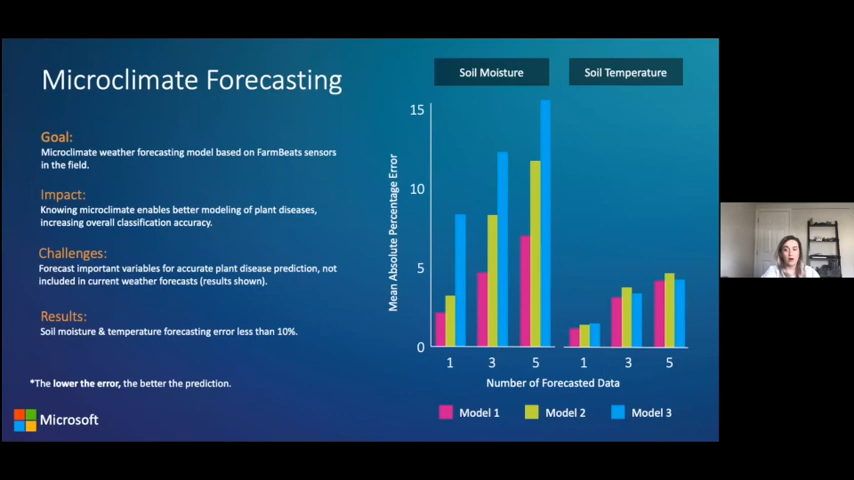 Microclimate Forecasting
Goal:
Microclimate weather forecasting model based on FarmBeats sensors
in the field.
Impact:
Knowing microclimate enables better modeling of plant diseases,
increasing overall classification accuracy.
Challenges:
Forecast important variables for accurate plant disease prediction, not
included in current weather forecasts (results shown).
Results:
Soil moisture & temperature forecasting error less than 10%.
*The lower the error, the better the prediction.
Microsoft
Soil Moisture
Soil Temperature
Mean Absolute Percentage Error
15
10
5
0
1 3 5 1 3 5
Number of Forecasted Data
Model 1 Model 2 Model 3